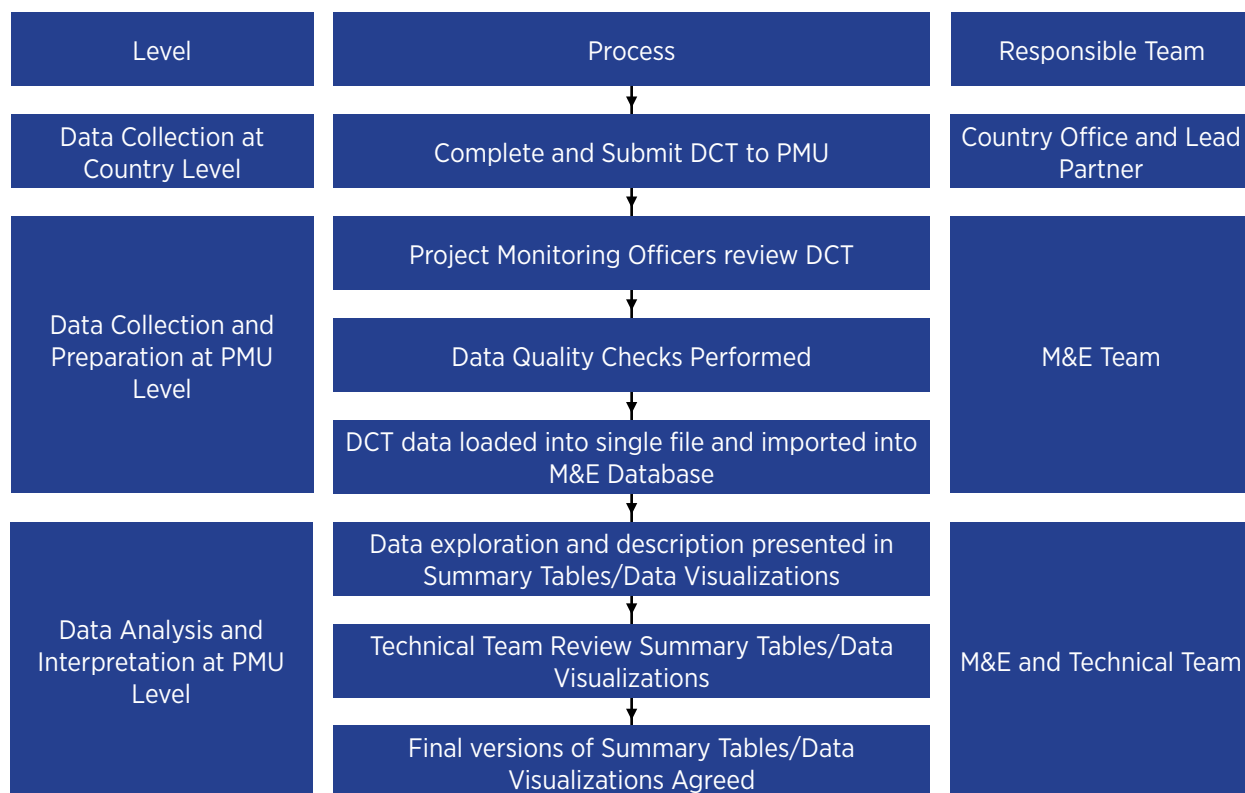 Level
Process
Responsible Team
Data Collection at
Country Level
Complete and Submit DCT to PMU
Country Office and Lead
Partner
Data Collection and
Preparation at PMU
Level
Project Monitoring Officers review DCT
Data Quality Checks Performed
DCT data loaded into single file and imported into
M&E Database
M&E Team
Data Analysis and
Interpretation at PMU
Level
Data exploration and description presented in
Summary Tables/Data Visualizations
Technical Team Review Summary Tables/Data
Visualizations
Final versions of Summary Tables/Data
Visualizations Agreed
M&E and Technical Team